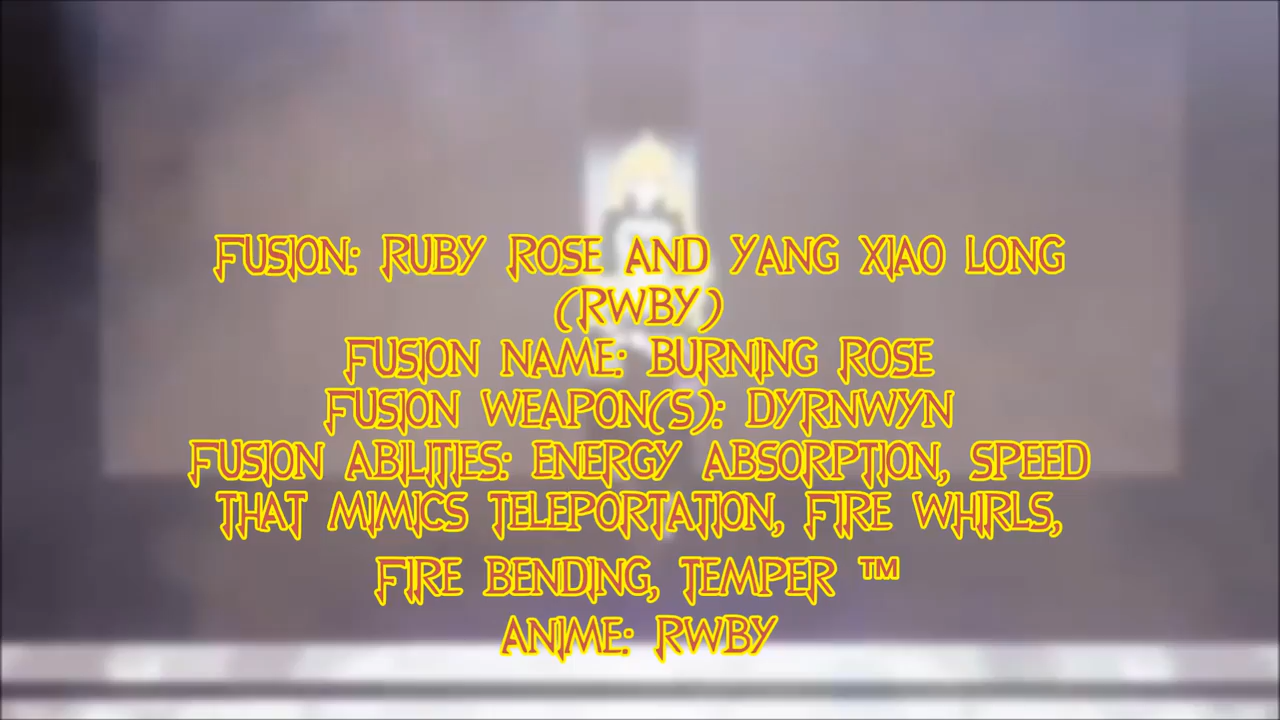 FUSION: RUBY ROSE AND YANG XIAO LONG
(RWBY)
FUSION NAME: BURNING ROSE
FUSION WEAPON(S): DYRNWYN
FUSION ABILITIES: ENERGY ABSORPTION, SPEED
THAT MIMICS TELEPORTATION, FIRE WHIRLS,
FIRE BENDING, TEMPER ™
ANIME: RWBY